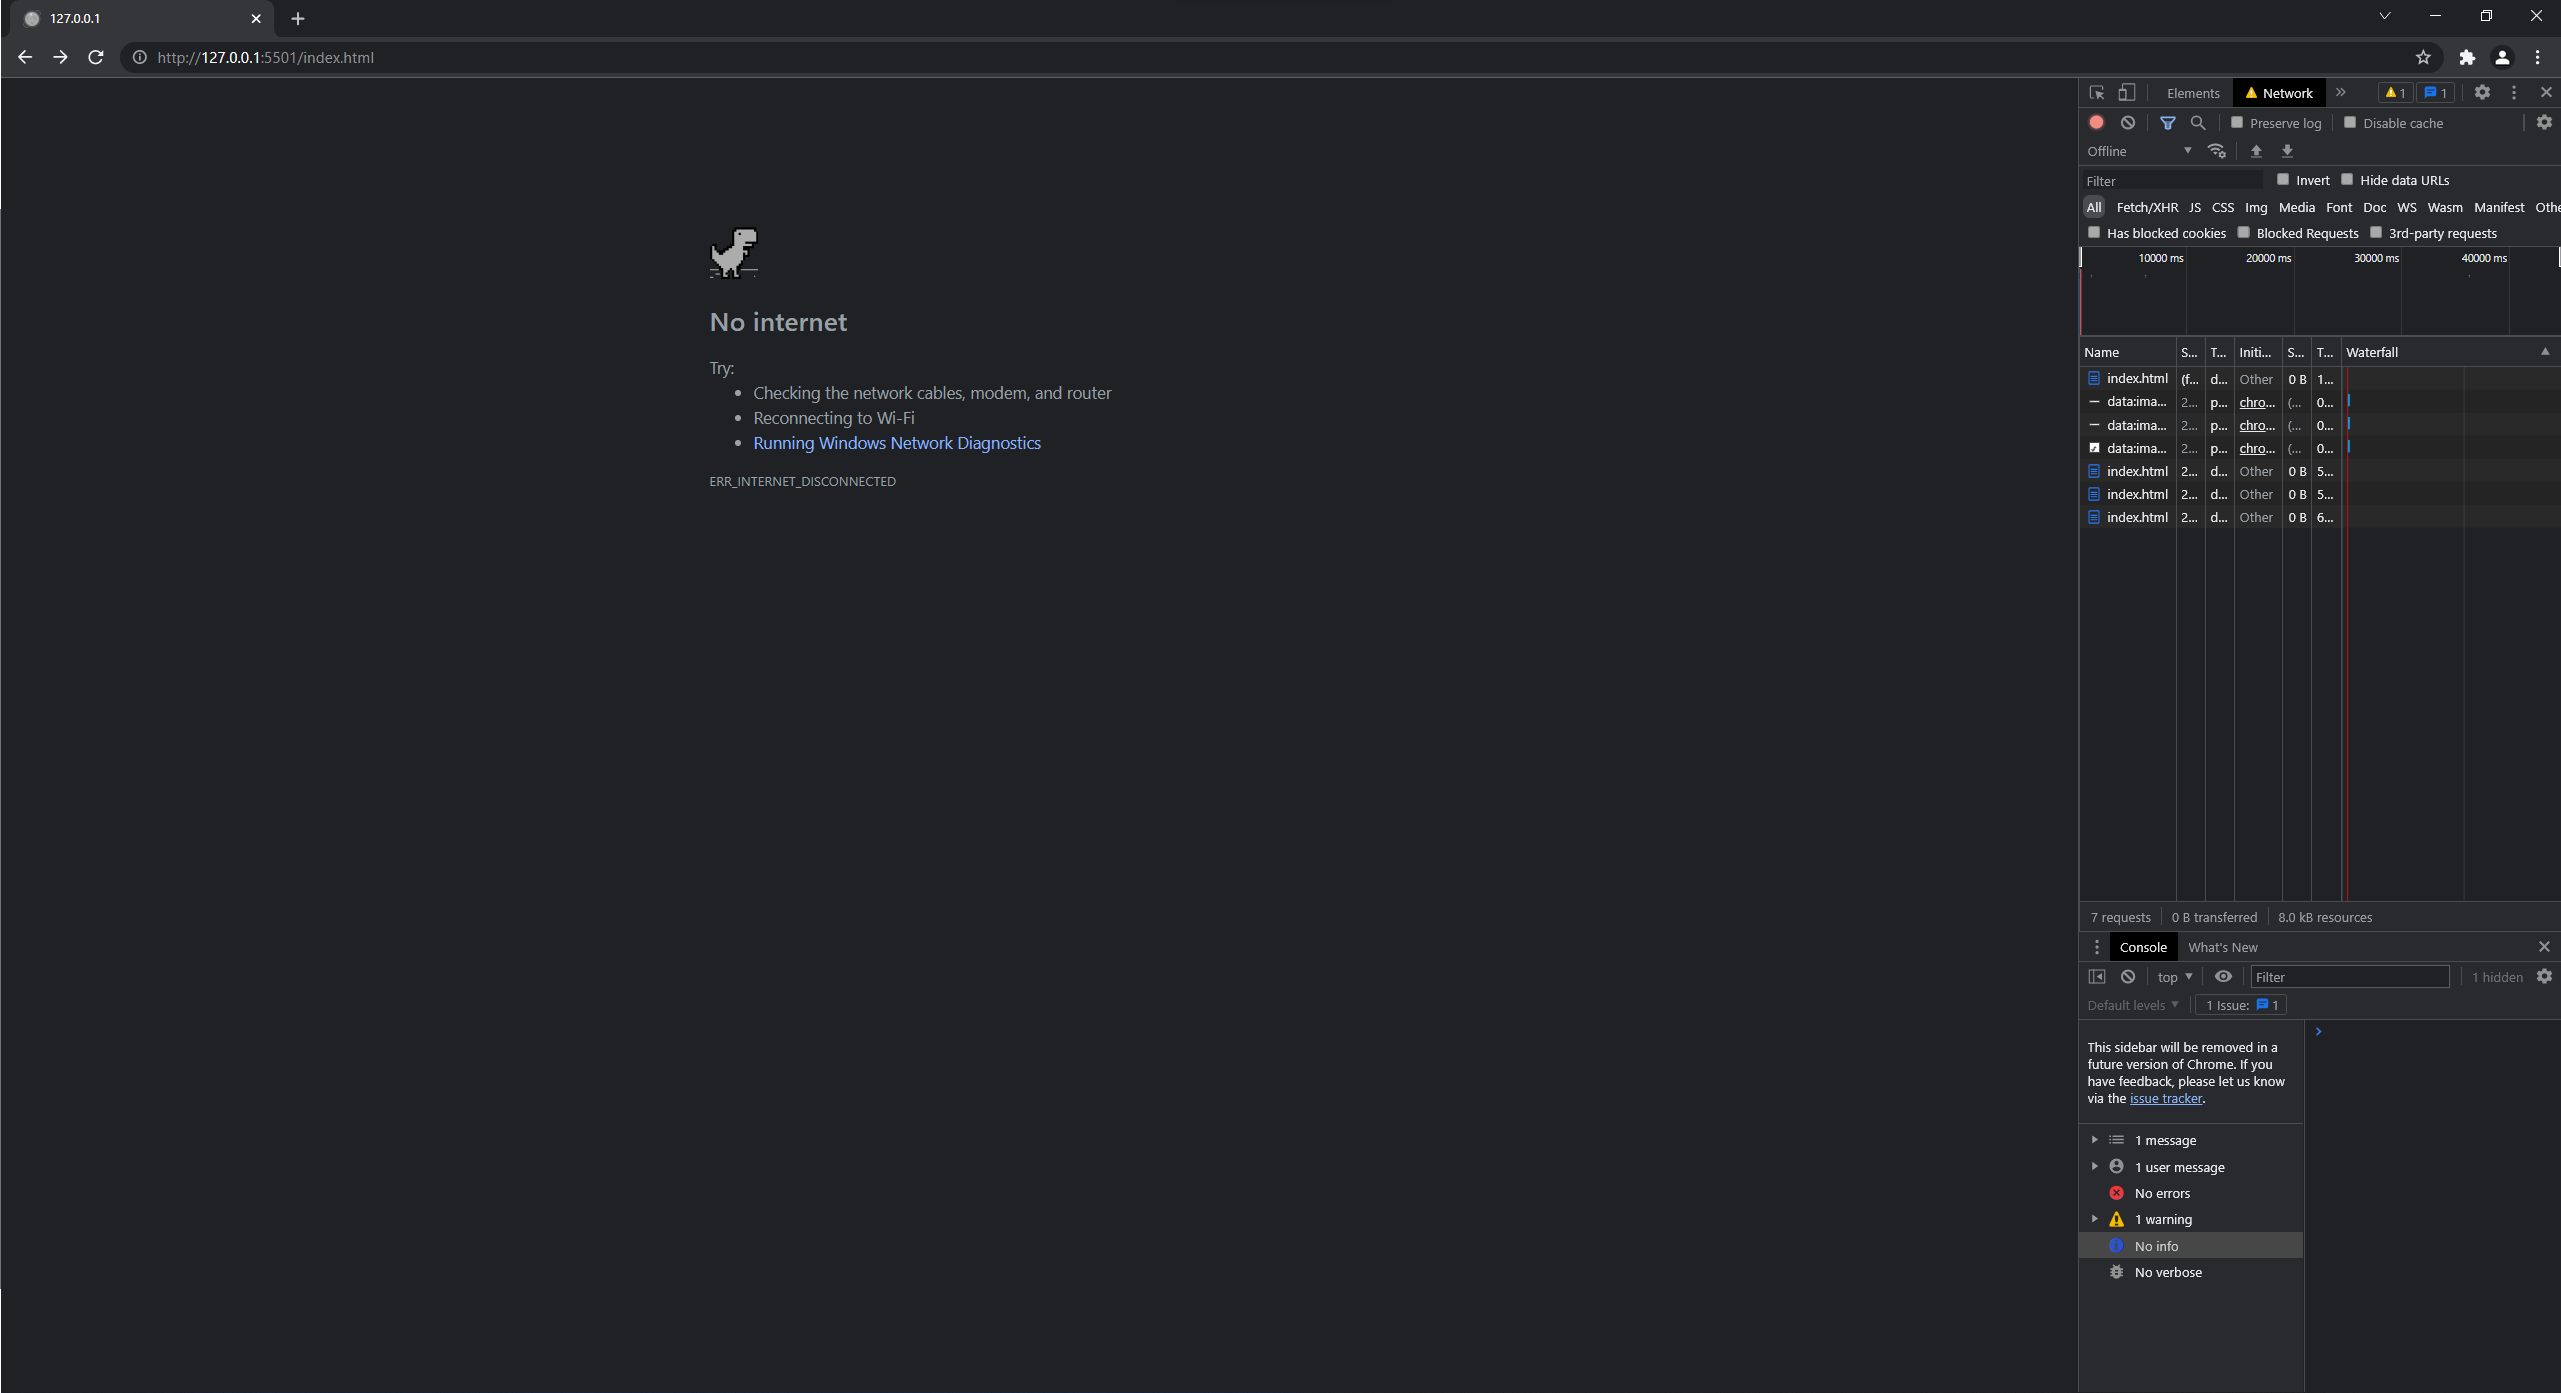 127.0.0.1
http://127.0.0.1:5501/index.html
Elements
Network
1
1
Preserve log
Disable cache
Offline
Filter
Invert
Hide data URLs
All Fetch/XHR JS CSS Img Media Font Doc WS Wasm Manifest Othe
Has blocked cookies
Blocked Requests
3rd-party requests
10000 ms 20000 ms 30000 ms 40000 ms
Name S... T... Initi... S... T... Waterfall
index.html (f... d... Other 0 B 1...
data:ima... 2... p... chro... (... 0...
data:ima... 2... p... chro... (... 0...
data:ima... 2... p... chro... (... 0...
index.html 2... d... Other 0 B 5...
index.html 2... d... Other 0 B 5...
index.html 2... d... Other 0 B 6...
7 requests 0 B transferred 8.0 kB resources
No internet
Try:
Checking the network cables, modem, and router
Reconnecting to Wi-Fi
Running Windows Network Diagnostics
ERR_INTERNET_DISCONNECTED
Console What's New
top
Filter
1 hidden
Default levels
1 Issue: 1
This sidebar will be removed in a
future version of Chrome. If you
have feedback, please let us know
via the issue tracker.
1 message
1 user message
No errors
1 warning
No info
No verbose